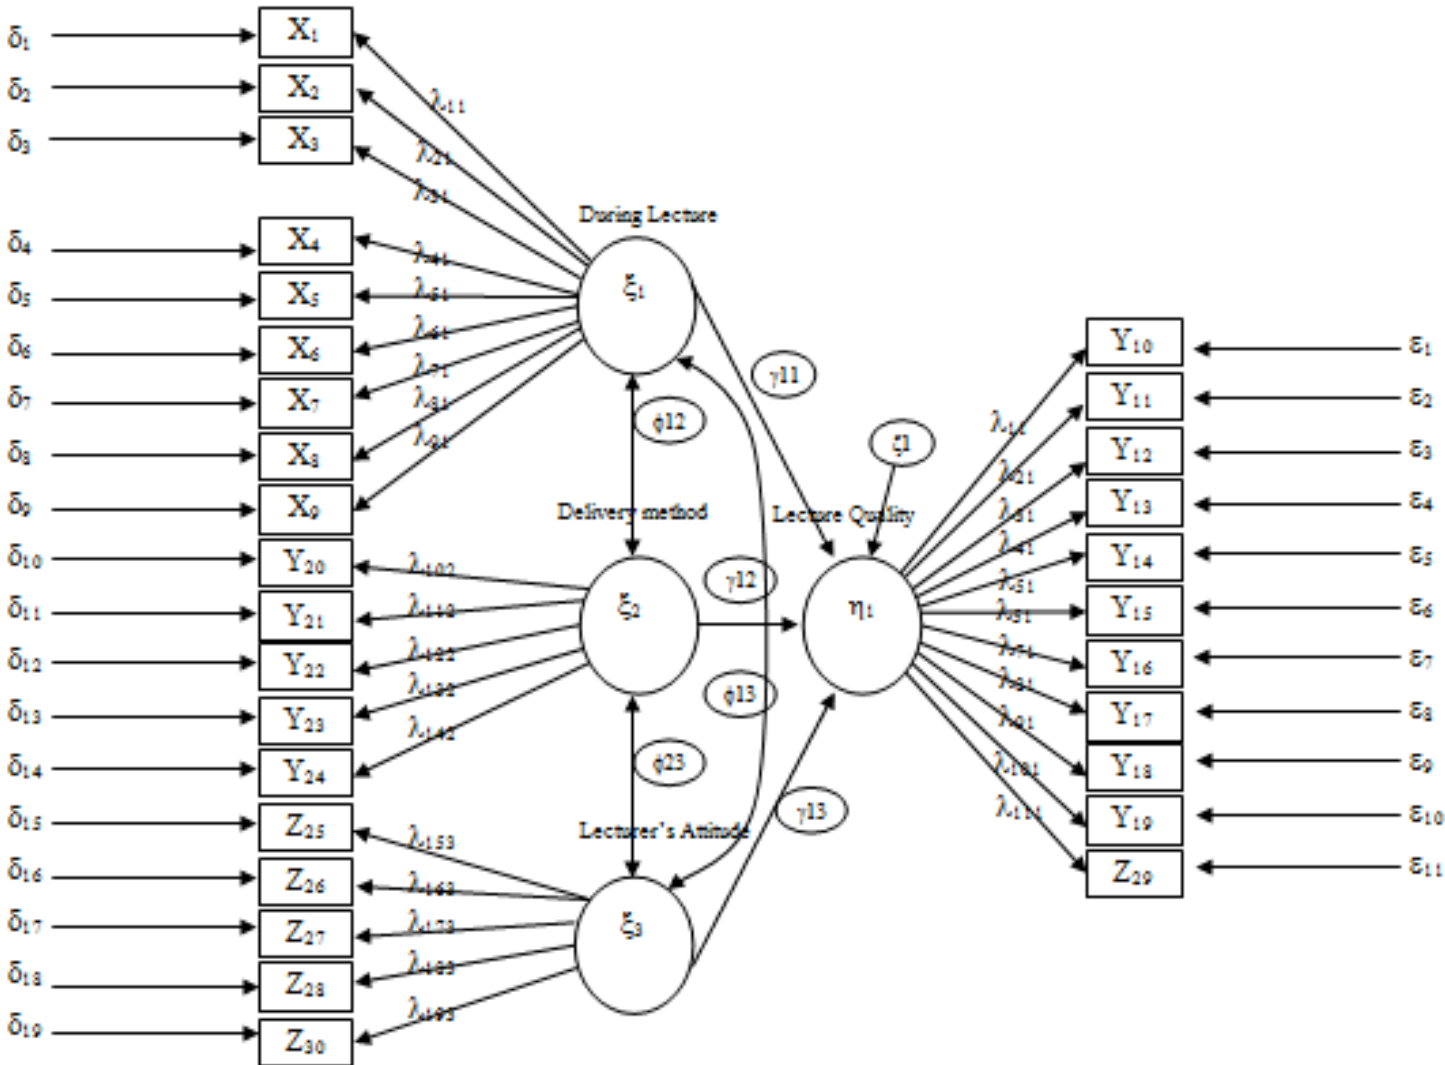 δ₁ X₁
δ₂ X₂ λ₁₁
δ₃ X₃ λ₂₁
λ₃₁
During Lecture
δ₄ X₄ λ₄₁
δ₅ X₅ λ₅₁ ξ₁
δ₆ X₆ λ₆₁ Y₁₀ ε₁
δ₇ X₇ λ₇₁ γ11 Y₁₁ ε₂
λ₈₁ ϕ12 λ₁₁
δ₈ X₈ λ₉₁ ζ1 Y₁₂ ε₃
δ₉ X₉ Delivery method Lecture Quality λ₂₁ Y₁₃ ε₄
λ₃₁
δ₁₀ Y₂₀ λ₁₀₂ γ12 λ₄₁ Y₁₄ ε₅
δ₁₁ Y₂₁ λ₁₁₂ ξ₂ η₁ λ₅₁ Y₁₅ ε₆
λ₅₁
δ₁₂ Y₂₂ λ₁₂₂ λ₇₁ Y₁₆ ε₇
δ₁₃ Y₂₃ λ₁₃₂ ϕ13 λ₈₁ Y₁₇ ε₈
δ₁₄ Y₂₄ λ₁₄₂ ϕ23 λ₉₁ Y₁₈ ε₉
δ₁₅ Z₂₅ λ₁₅₃ Lecturer's Attitude γ13 λ₁₀₁ Y₁₉ ε₁₀
δ₁₆ Z₂₆ λ₁₆₃ λ₁₁₁ Z₂₉ ε₁₁
δ₁₇ Z₂₇ λ₁₇₃ ξ₃
δ₁₈ Z₂₈ λ₁₈₃
δ₁₉ Z₃₀ λ₁₉₃